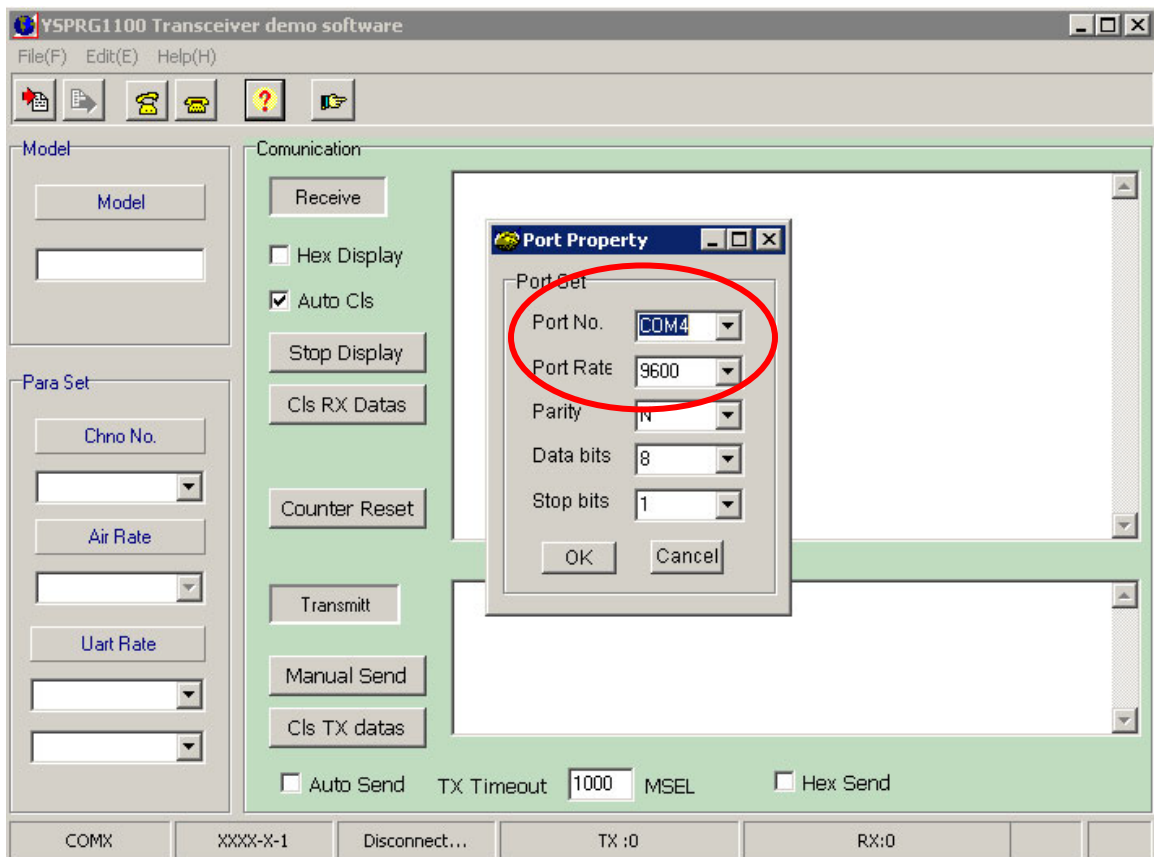 YSPRG1100 Transceiver demo software
File(F) Edit(E) Help(H)
Model
Model
Para Set
Chno No.
Air Rate
Uart Rate
Comunication
Receive
Hex Display
Auto Cls
Stop Display
Cls RX Datas
Counter Reset
Transmitt
Manual Send
Cls TX datas
Auto Send TX Timeout 1000 MSEL Hex Send
Port Property
Port Set
Port No. COM4
Port Rate 9600
Parity N
Data bits 8
Stop bits 1
OK Cancel
COMX XXXX-X-1 Disconnect... TX :0 RX:0